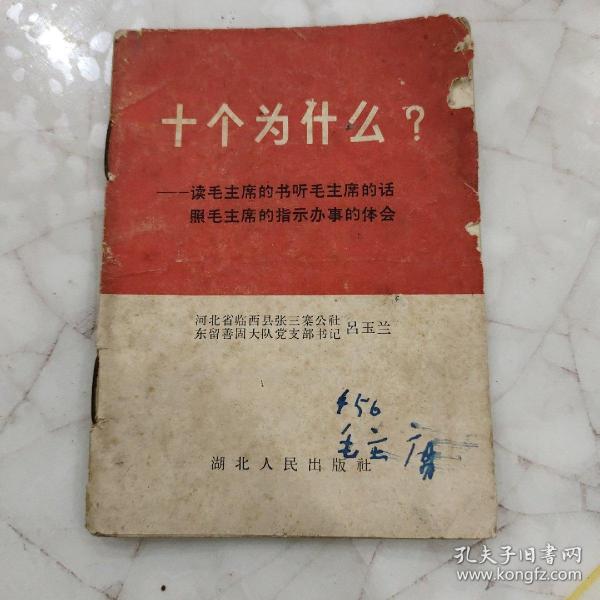 十个为什么?
——读毛主席的书听毛主席的话
照毛主席的指示办事的体会
河北省临西县张三寨公社
东留善固大队党支部书记 吕玉兰
456
毛主席
湖北人民出版社
孔夫子旧书网
www.kongfz.com